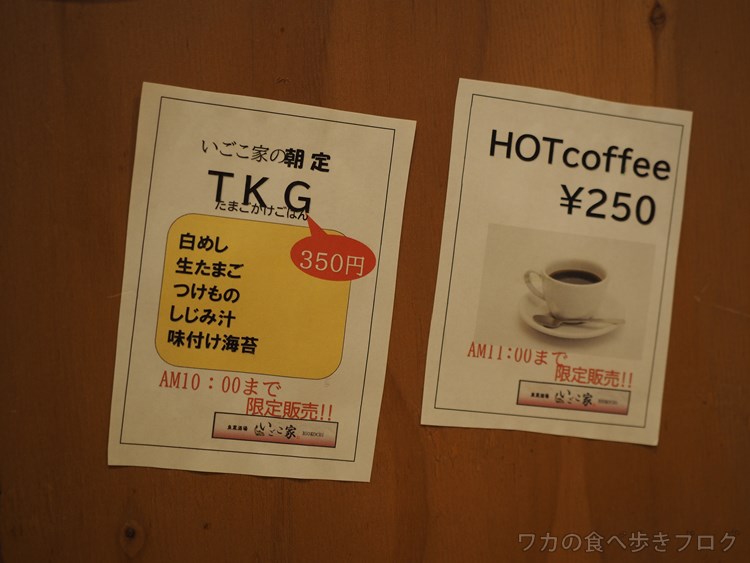 いごこ家の朝定
TKG
たまごかけごはん
350円
白めし
生たまご
つけもの
しじみ汁
味付け海苔
AM10:00まで
限定販売!!
いごこ家
HOTcoffee
¥250
AM11:00まで
限定販売!!
いごこ家
ワカの食べ歩きブログ